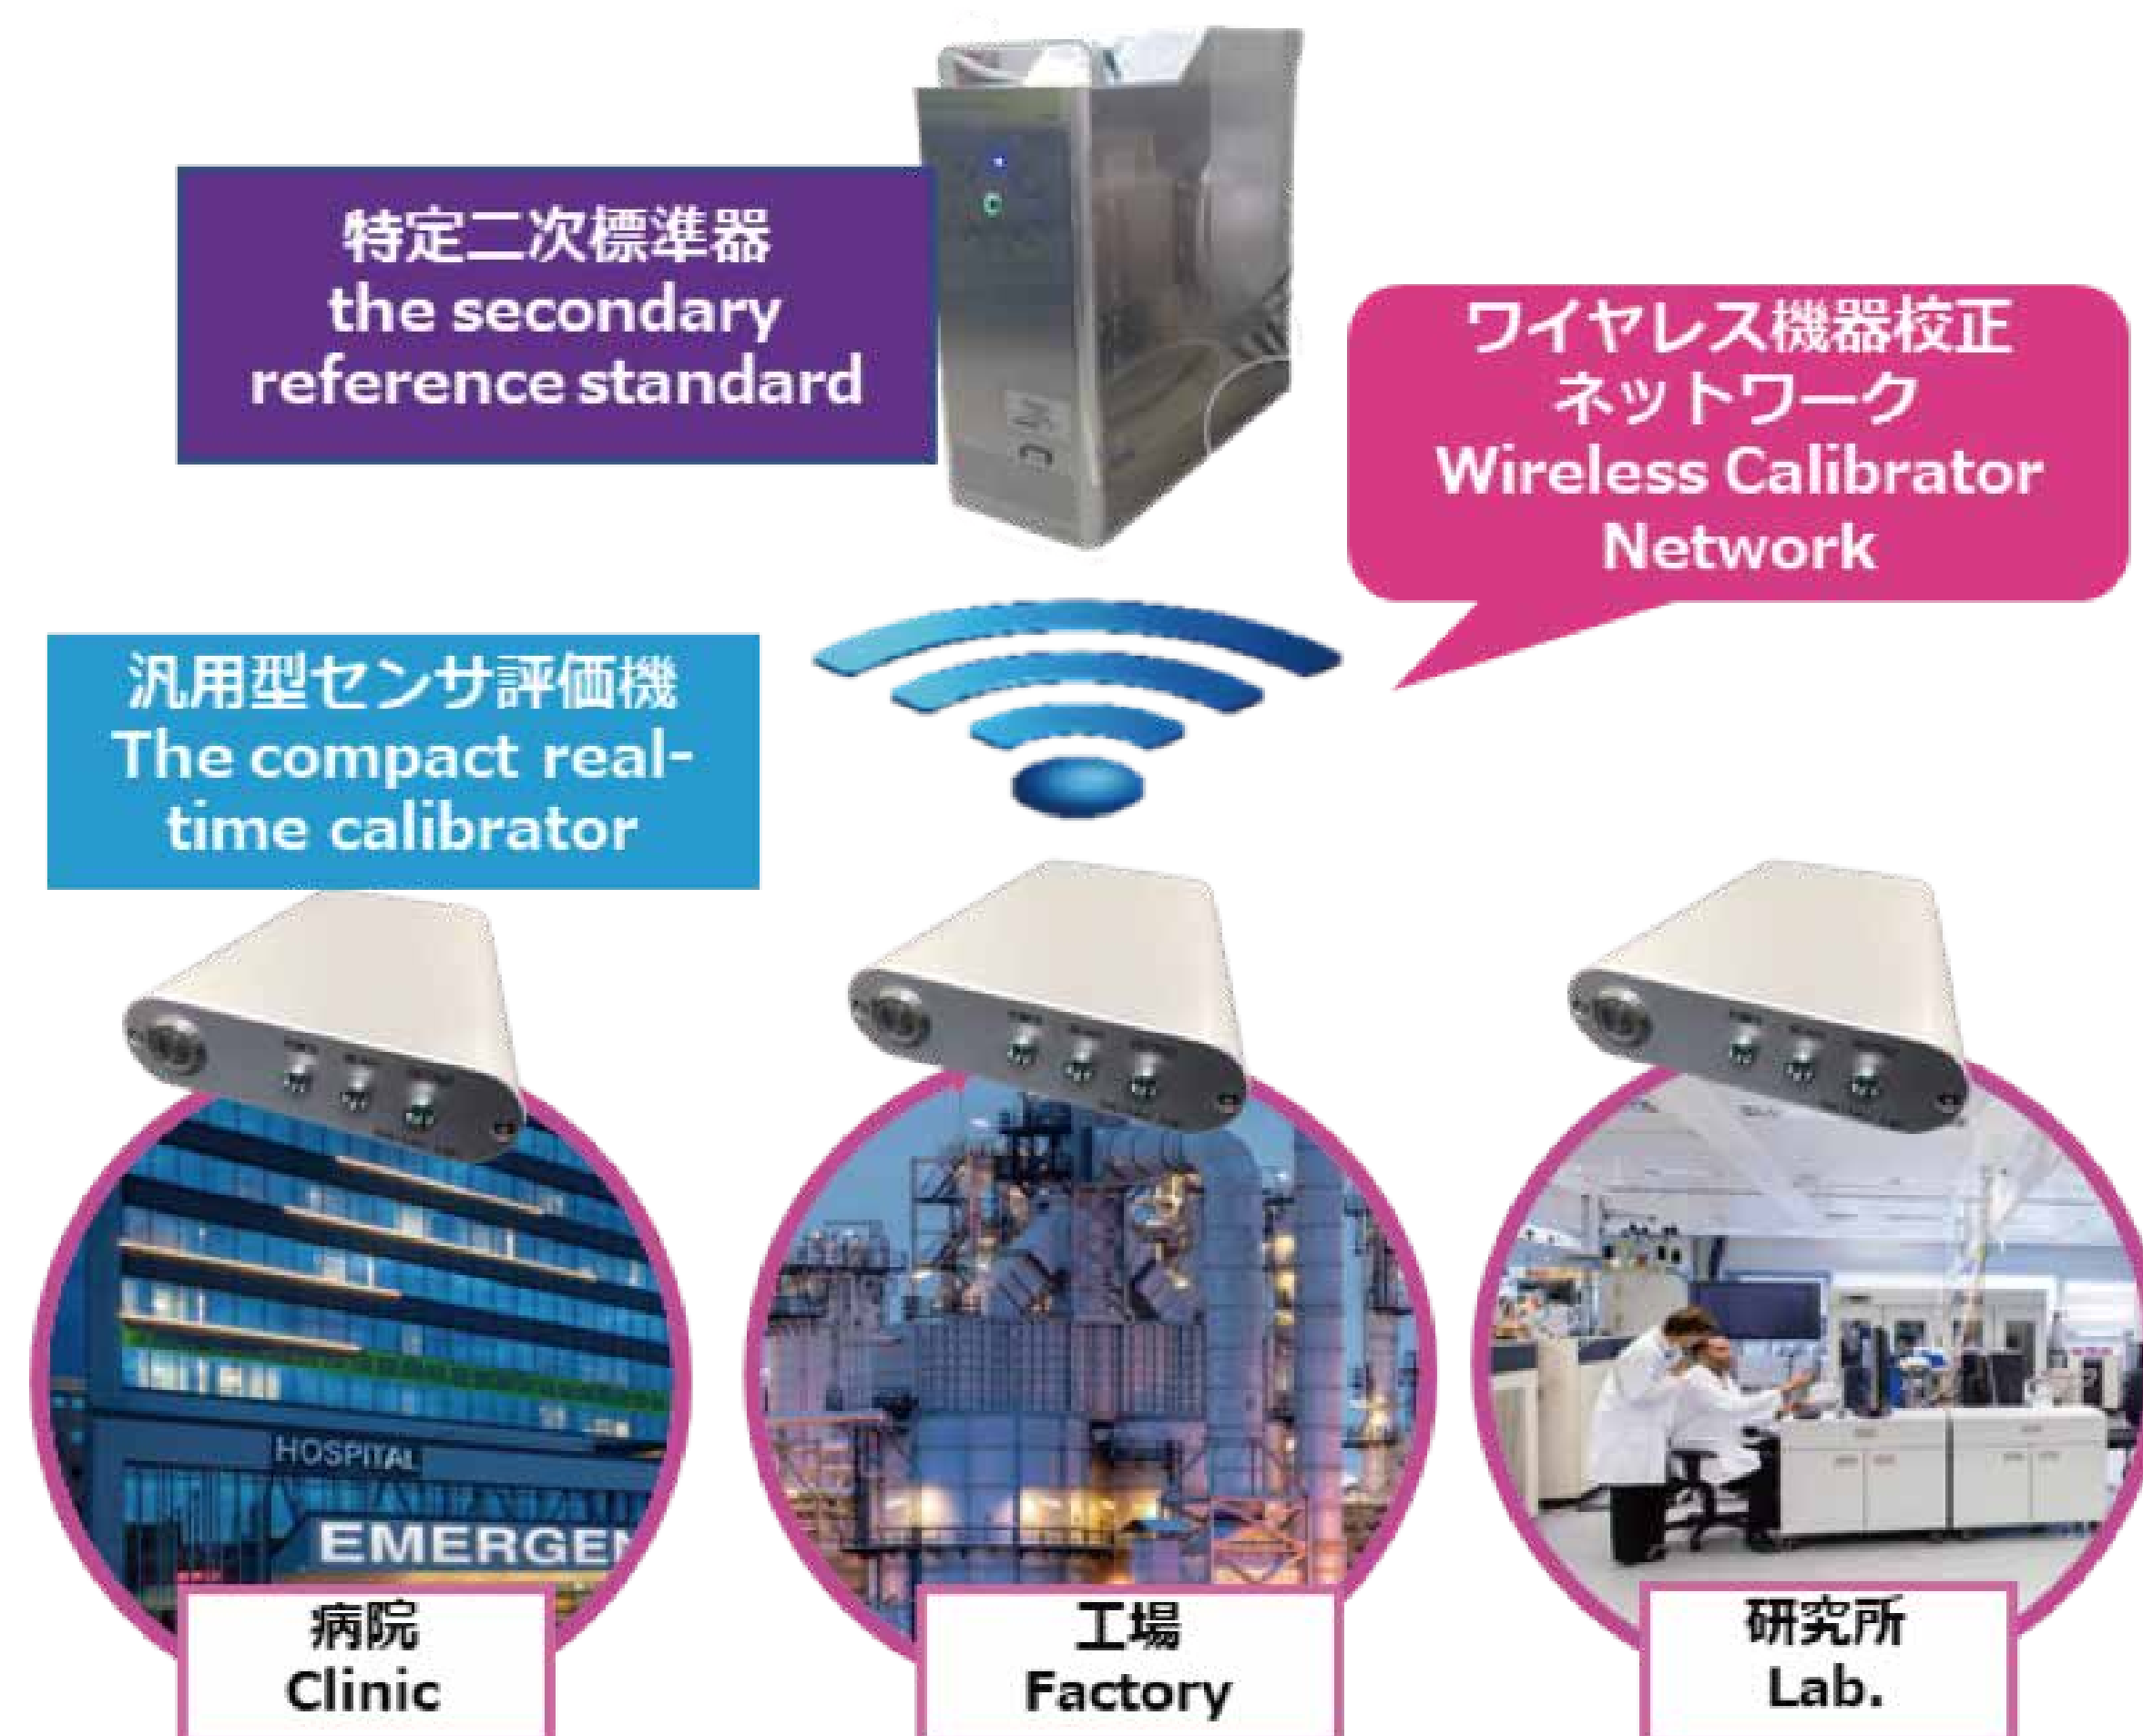 特定二次標準器
the secondary
reference standard
ワイヤレス機器校正
ネットワーク
Wireless Calibrator
Network
汎用型センサ評価機
The compact real-
time calibrator
HOSPITAL
EMERGEN
病院
Clinic
工場
Factory
研究所
Lab.